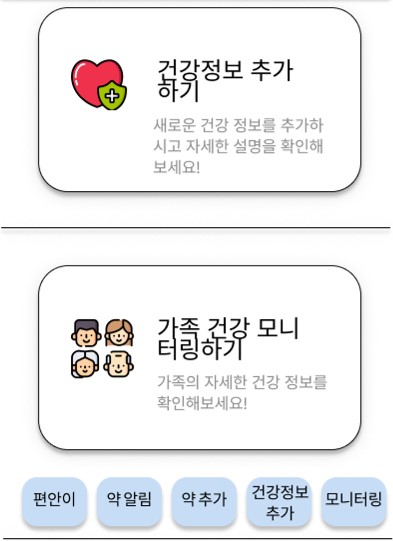 건강정보 추가
하기
새로운 건강 정보를 추가하
시고 자세한 설명을 확인해
보세요!
가족 건강 모니
터링하기
가족의 자세한 건강 정보를
확인해보세요!
편안이
약 알림
약 추가
건강정보
추가
모니터링